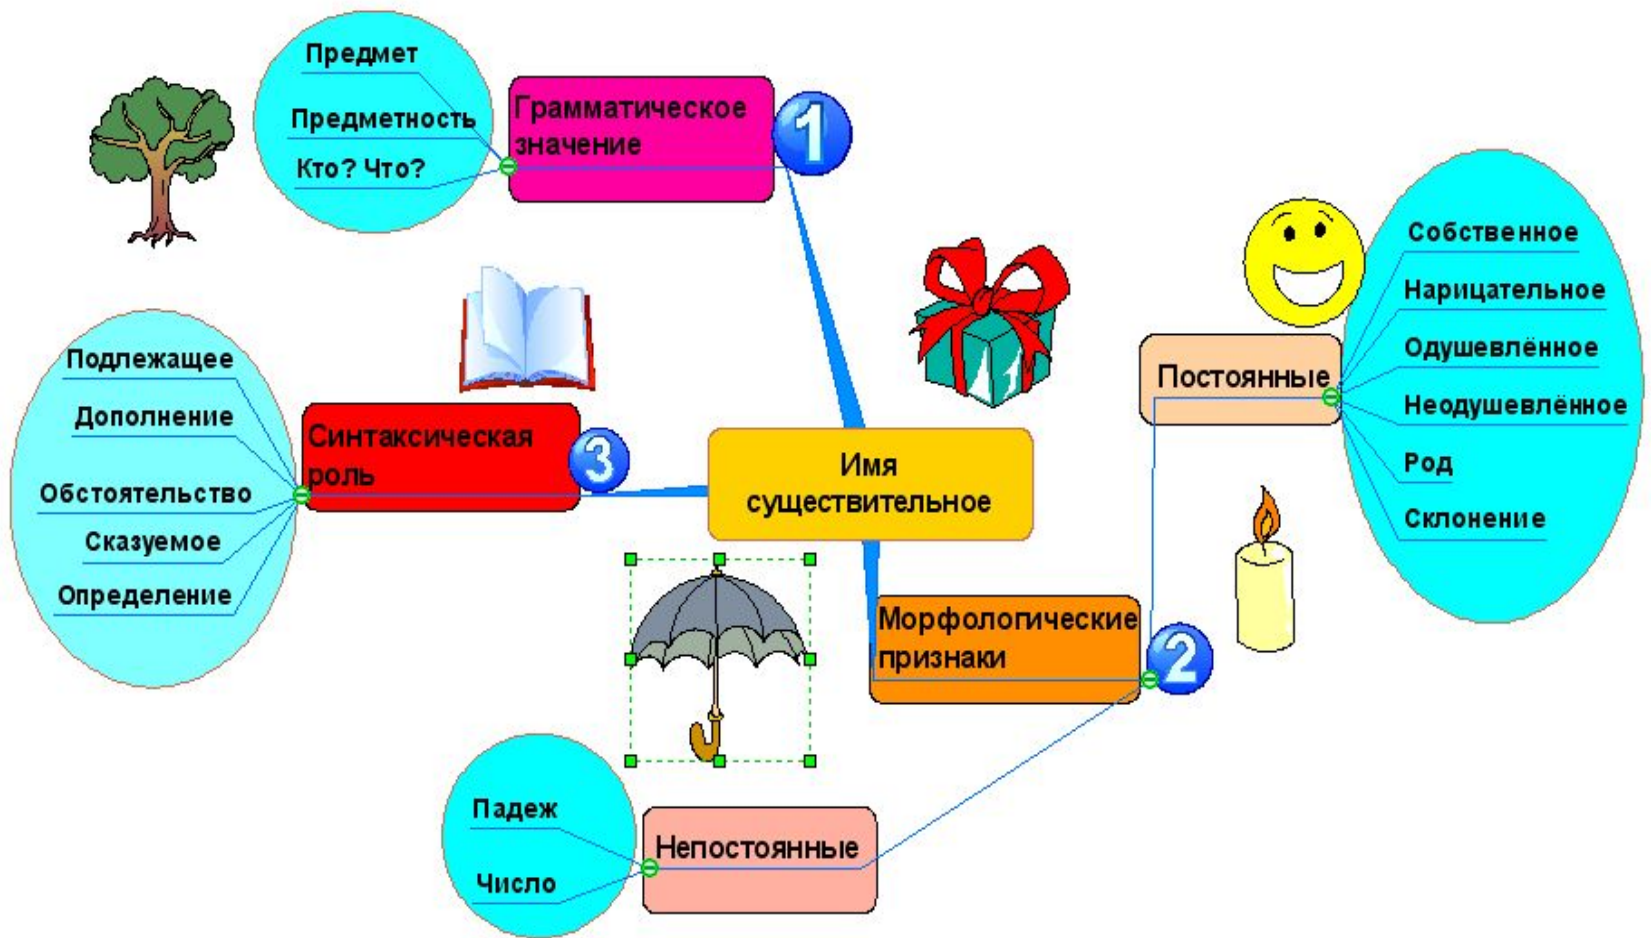 Предмет
Предметность
Кто? Что?
Грамматическое
значение
1
Собственное
Нарицательное
Одушевлённое
Неодушевлённое
Род
Склонение
Постоянные
Подлежащее
Дополнение
Обстоятельство
Сказуемое
Определение
Синтаксическая
роль
3
Имя
существительное
Морфологические
признаки
2
Падеж
Число
Непостоянные